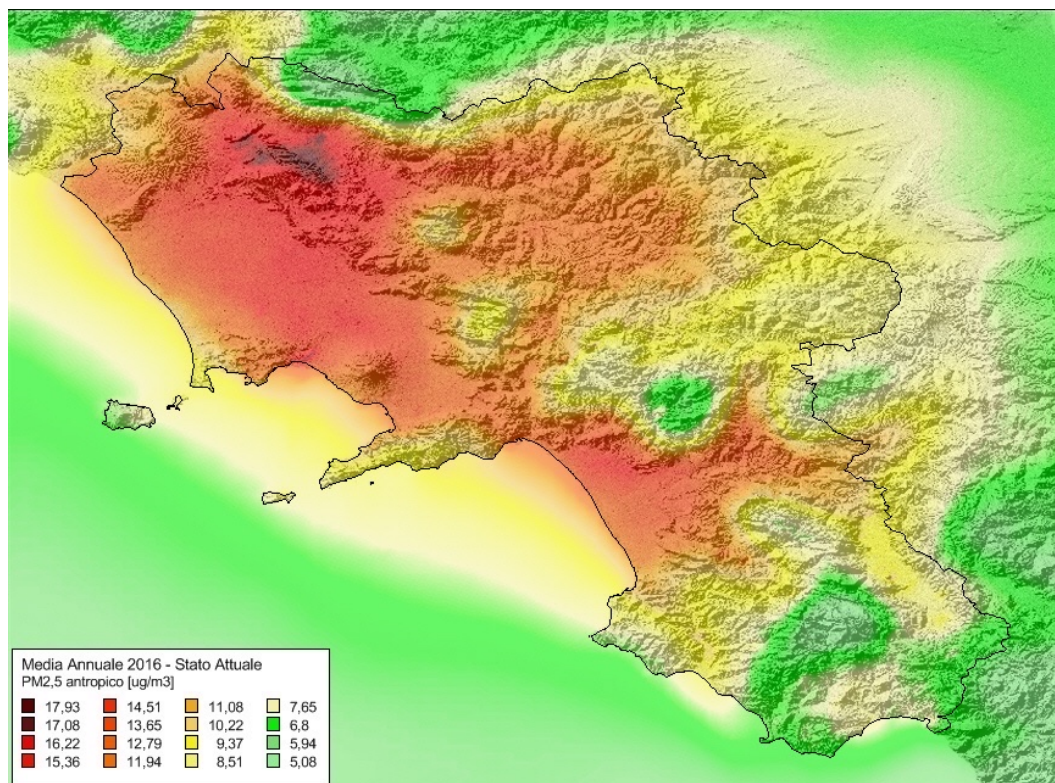 Media Annuale 2016 - Stato Attuale
PM2,5 antropico [ug/m3]
17,93 14,51 11,08 7,65
17,08 13,65 10,22 6,8
16,22 12,79 9,37 5,94
15,36 11,94 8,51 5,08